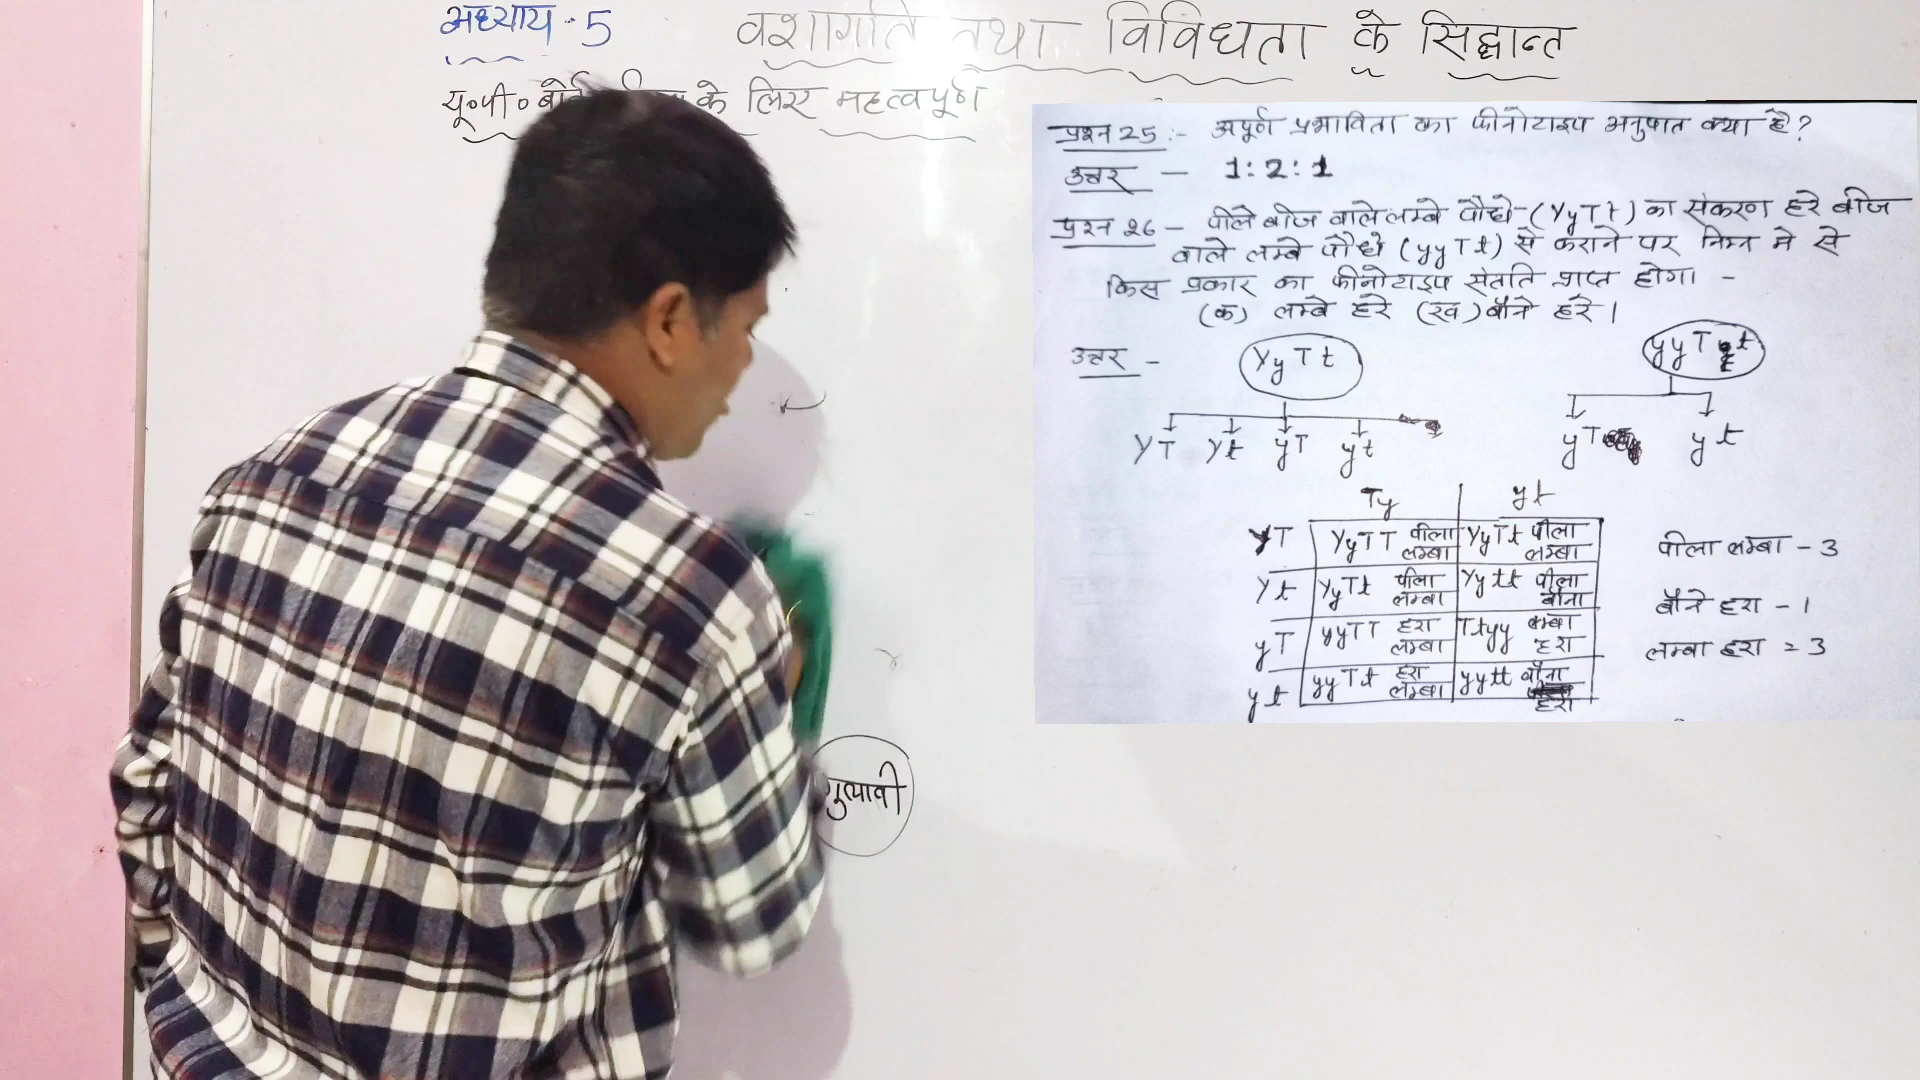 अध्याय - 5 वंशागति तथा विविधता के सिद्धान्त
यू०पी० बोर्ड के लिए महत्वपूर्ण
प्रश्न 25 :- अपूर्ण प्रभाविता का फीनोटाइप अनुपात क्या है?
उत्तर — 1:2:1
प्रश्न 26 – पीले बीज वाले लम्बे पौधे- (YyTt) का संकरण हरे बीज
वाले लम्बे पौधे (yyTt) से कराने पर निम्न मे से
किस प्रकार का फीनोटाइप संतति प्राप्त होगा -
(क) लम्बे हरे (ख) बौने हरे।
उत्तर - YyTt yyTt
YT Yt yT yt yT yt
Ty yt
YT YyTT पीला लम्बा YyTt पीला लम्बा
Yt YyTt पीला लम्बा Yytt पीला बौना
yT yyTT हरा लम्बा Ttyy लम्बा हरा
yt yyTt हरा लम्बा yytt बौना हरा
पीला लम्बा - 3
बौने हरा - 1
लम्बा हरा = 3